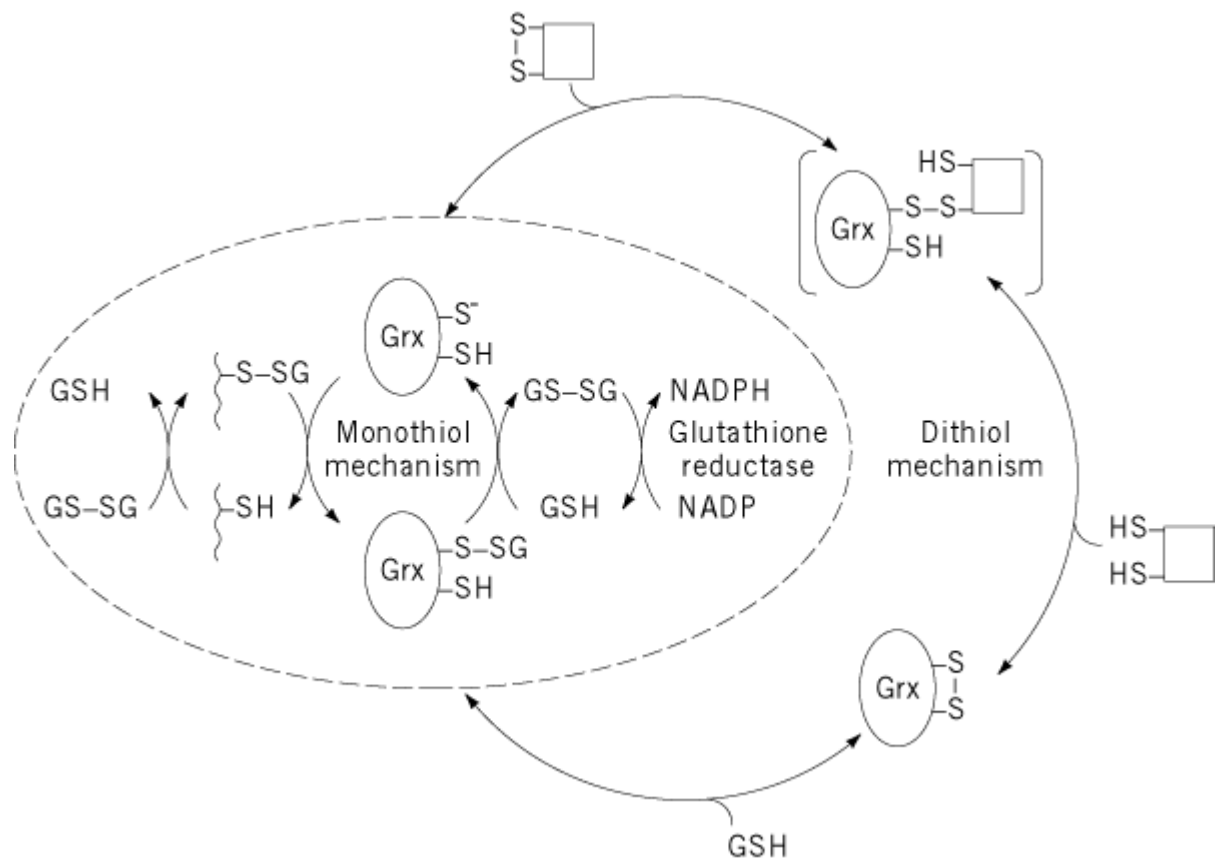 S
S
HS
S–S
Grx
SH
S⁻
Grx
SH
GSH
S–SG
GS–SG
NADPH
Monothiol
mechanism
Glutathione
reductase
Dithiol
mechanism
GS–SG
SH
GSH
NADP
S–SG
Grx
SH
HS
HS
S
Grx
S
GSH